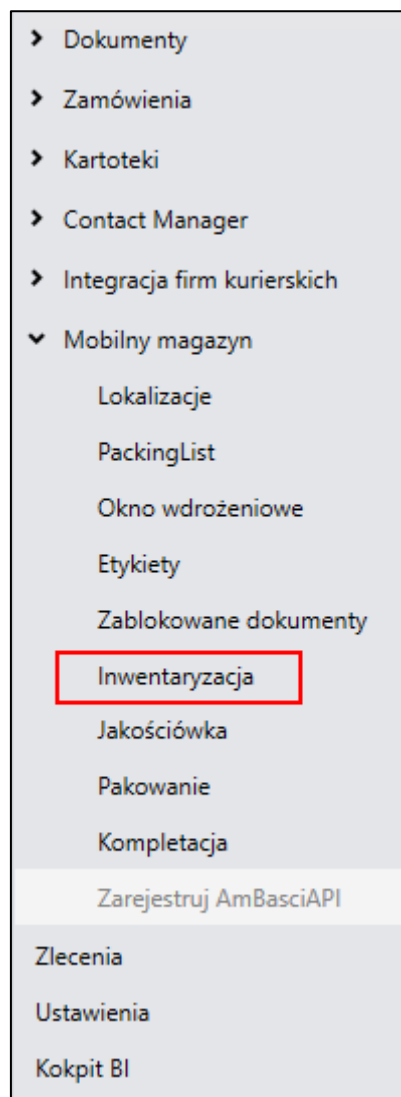 Dokumenty
Zamówienia
Kartoteki
Contact Manager
Integracja firm kurierskich
Mobilny magazyn
Lokalizacje
PackingList
Okno wdrożeniowe
Etykiety
Zablokowane dokumenty
Inwentaryzacja
Jakościówka
Pakowanie
Kompletacja
Zarejestruj AmBasciAPI
Zlecenia
Ustawienia
Kokpit BI